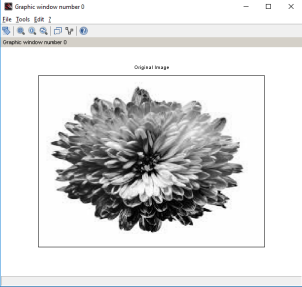 Graphic window number 0
File Tools Edit ?
Graphic window number 0
Original Image